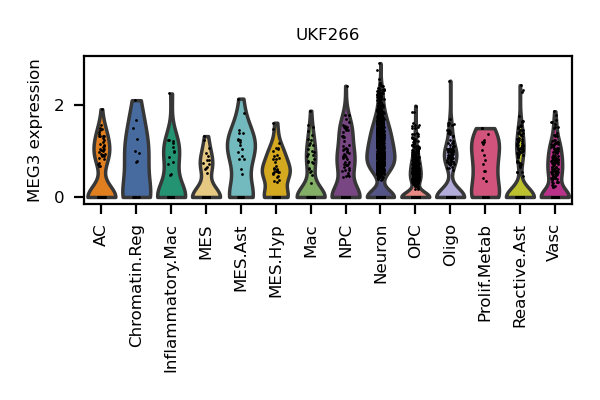 UKF266
MEG3 expression
2
0
AC
Chromatin.Reg
Inflammatory.Mac
MES
MES.Ast
MES.Hyp
Mac
NPC
Neuron
OPC
Oligo
Prolif.Metab
Reactive.Ast
Vasc